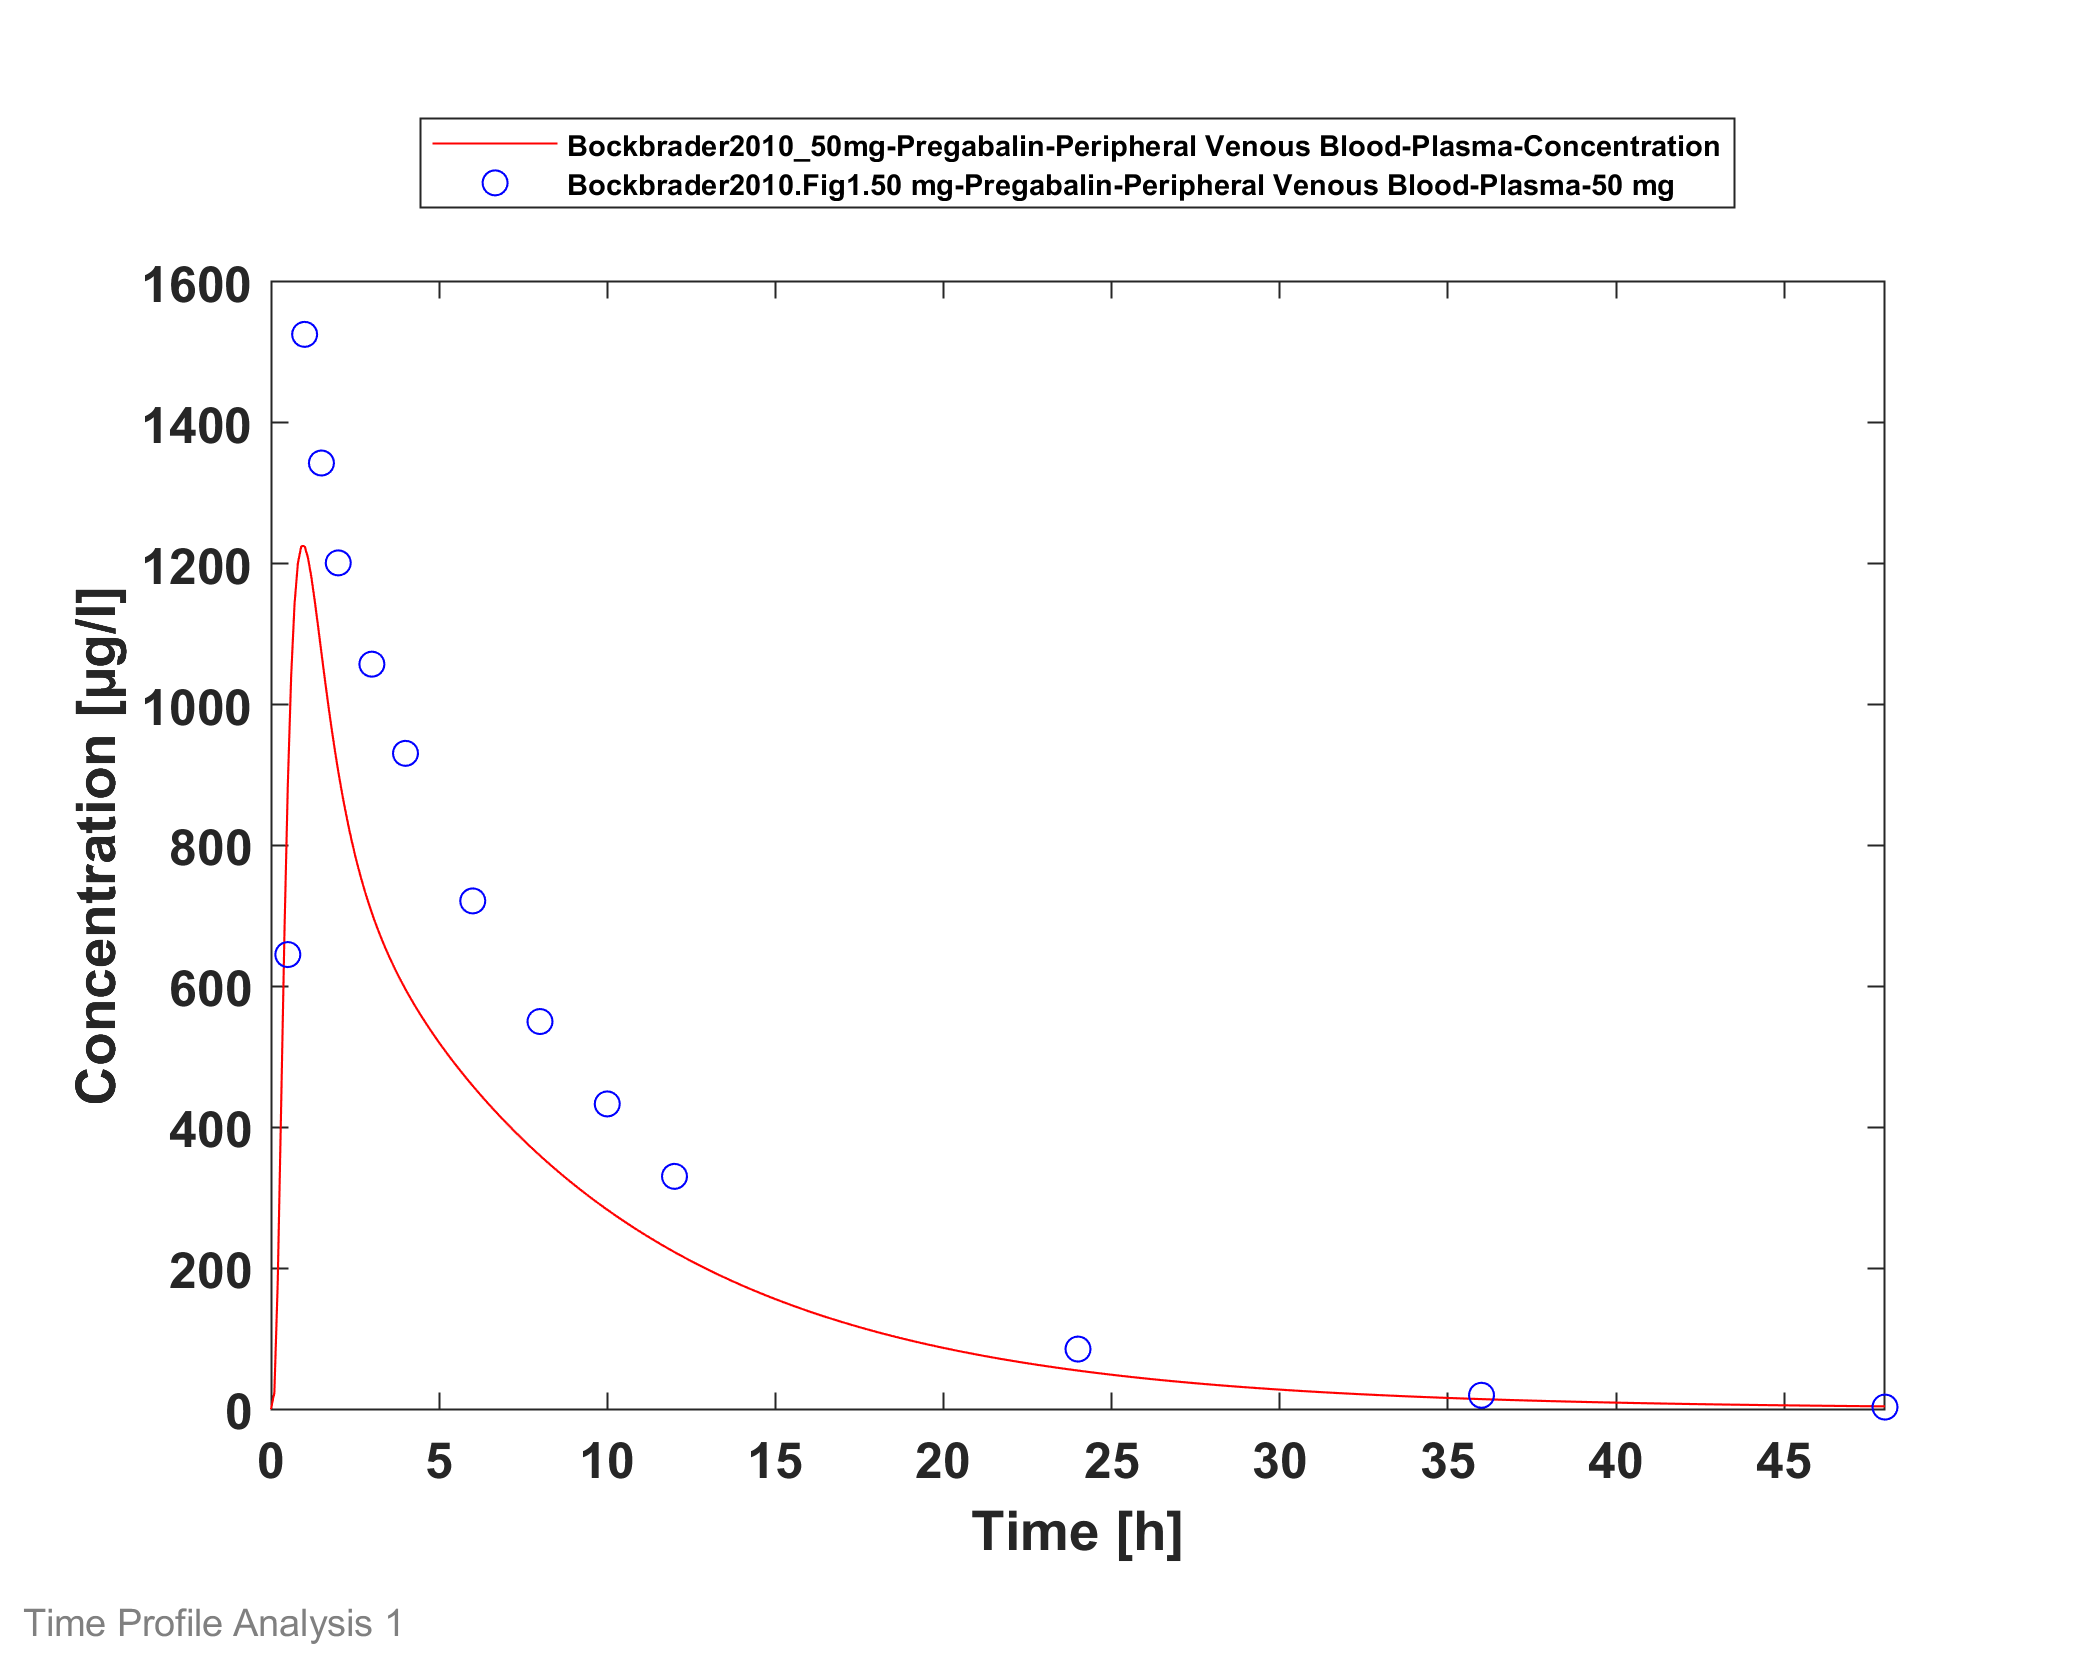 Bockbrader2010_50mg-Pregabalin-Peripheral Venous Blood-Plasma-Concentration
Bockbrader2010.Fig1.50 mg-Pregabalin-Peripheral Venous Blood-Plasma-50 mg
1600
1400
1200
1000
800
600
400
200
0
Concentration [µg/l]
0 5 10 15 20 25 30 35 40 45
Time [h]
Time Profile Analysis 1